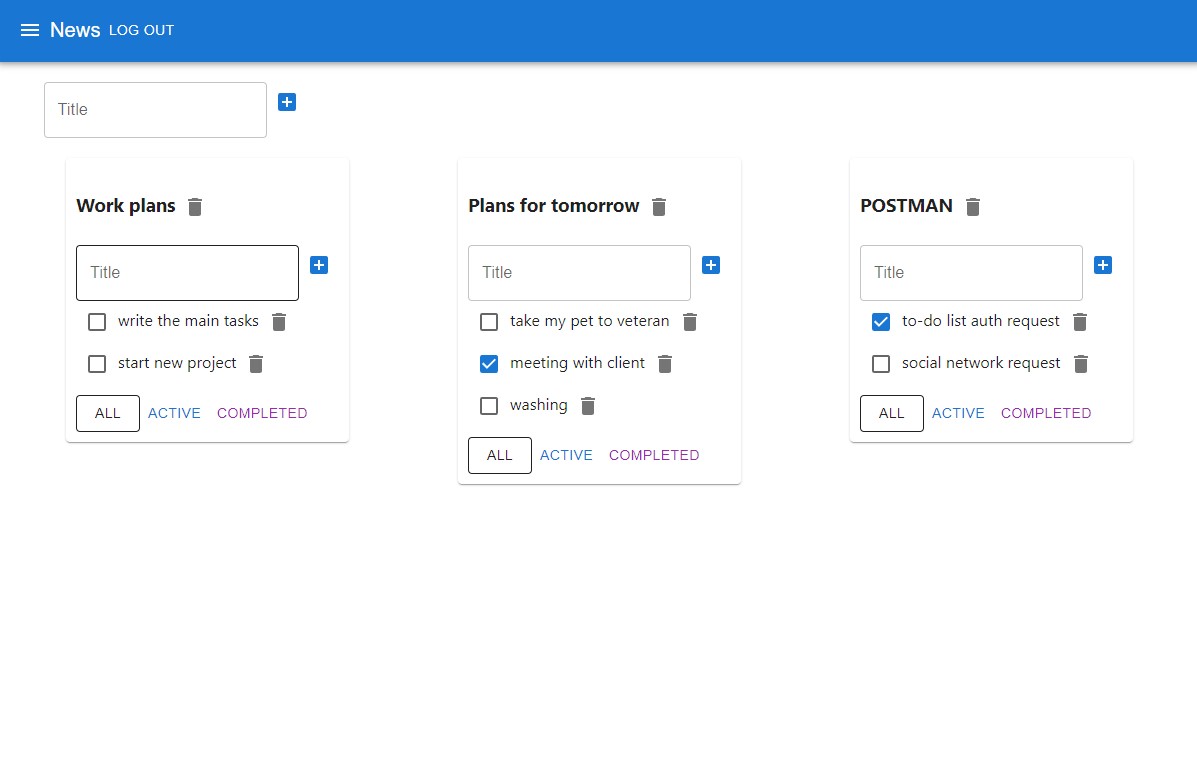 News LOG OUT
Title
Work plans
Title
write the main tasks
start new project
ALL ACTIVE COMPLETED
Plans for tomorrow
Title
take my pet to veteran
meeting with client
washing
ALL ACTIVE COMPLETED
POSTMAN
Title
to-do list auth request
social network request
ALL ACTIVE COMPLETED